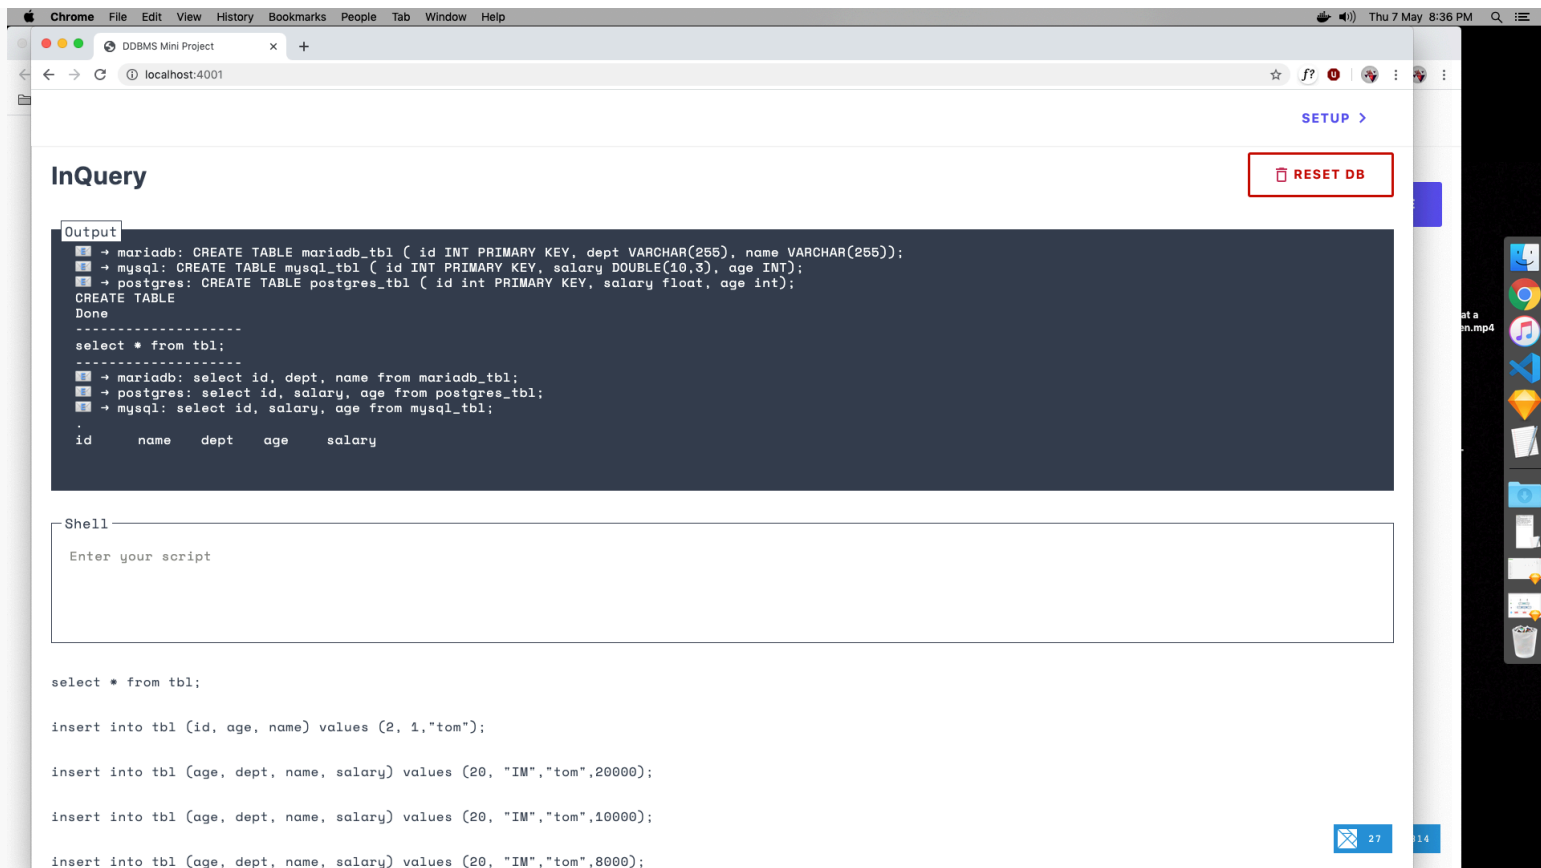 Chrome File Edit View History Bookmarks People Tab Window Help Thu 7 May 8:36 PM
DDBMS Mini Project
localhost:4001
f?
SETUP
InQuery
RESET DB
Output
→ mariadb: CREATE TABLE mariadb_tbl ( id INT PRIMARY KEY, dept VARCHAR(255), name VARCHAR(255));
→ mysql: CREATE TABLE mysql_tbl ( id INT PRIMARY KEY, salary DOUBLE(10,3), age INT);
→ postgres: CREATE TABLE postgres_tbl ( id int PRIMARY KEY, salary float, age int);
CREATE TABLE
Done
--------------------
select * from tbl;
--------------------
→ mariadb: select id, dept, name from mariadb_tbl;
→ postgres: select id, salary, age from postgres_tbl;
→ mysql: select id, salary, age from mysql_tbl;
.
id name dept age salary
at a
en.mp4
Shell
Enter your script
select * from tbl;
insert into tbl (id, age, name) values (2, 1,"tom");
insert into tbl (age, dept, name, salary) values (20, "IM","tom",20000);
insert into tbl (age, dept, name, salary) values (20, "IM","tom",10000);
27
14
insert into tbl (age, dept, name, salary) values (20, "IM","tom",8000);